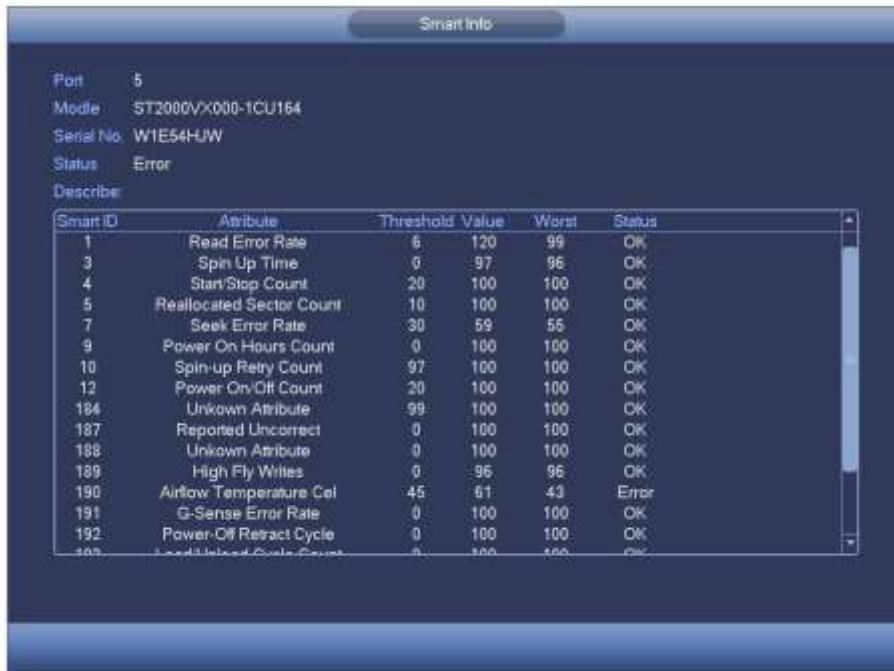 Smart Info
Port 5
Modle ST2000VX000-1CU164
Serial No. W1E54HJW
Status Error
Describe:
Smart ID Attribute Threshold Value Worst Status
1 Read Error Rate 6 120 99 OK
3 Spin Up Time 0 97 96 OK
4 Start/Stop Count 20 100 100 OK
5 Reallocated Sector Count 10 100 100 OK
7 Seek Error Rate 30 59 55 OK
9 Power On Hours Count 0 100 100 OK
10 Spin-up Retry Count 97 100 100 OK
12 Power On/Off Count 20 100 100 OK
184 Unkown Attribute 99 100 100 OK
187 Reported Uncorrect 0 100 100 OK
188 Unkown Attribute 0 100 100 OK
189 High Fly Writes 0 96 96 OK
190 Airflow Temperature Cel 45 61 43 Error
191 G-Sense Error Rate 0 100 100 OK
192 Power-Off Retract Cycle 0 100 100 OK